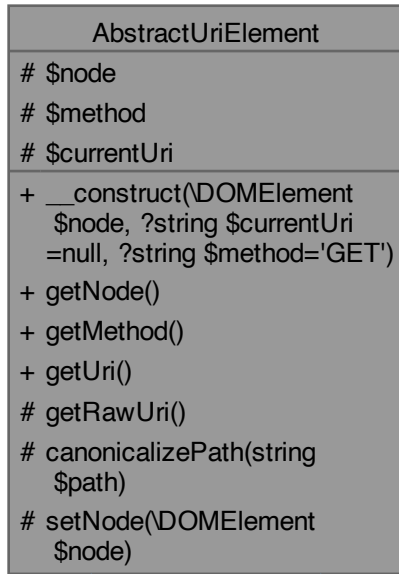 AbstractUriElement
# $node
# $method
# $currentUri
+ __construct(\DOMElement
$node, ?string $currentUri
=null, ?string $method='GET')
+ getNode()
+ getMethod()
+ getUri()
# getRawUri()
# canonicalizePath(string
$path)
# setNode(\DOMElement
$node)